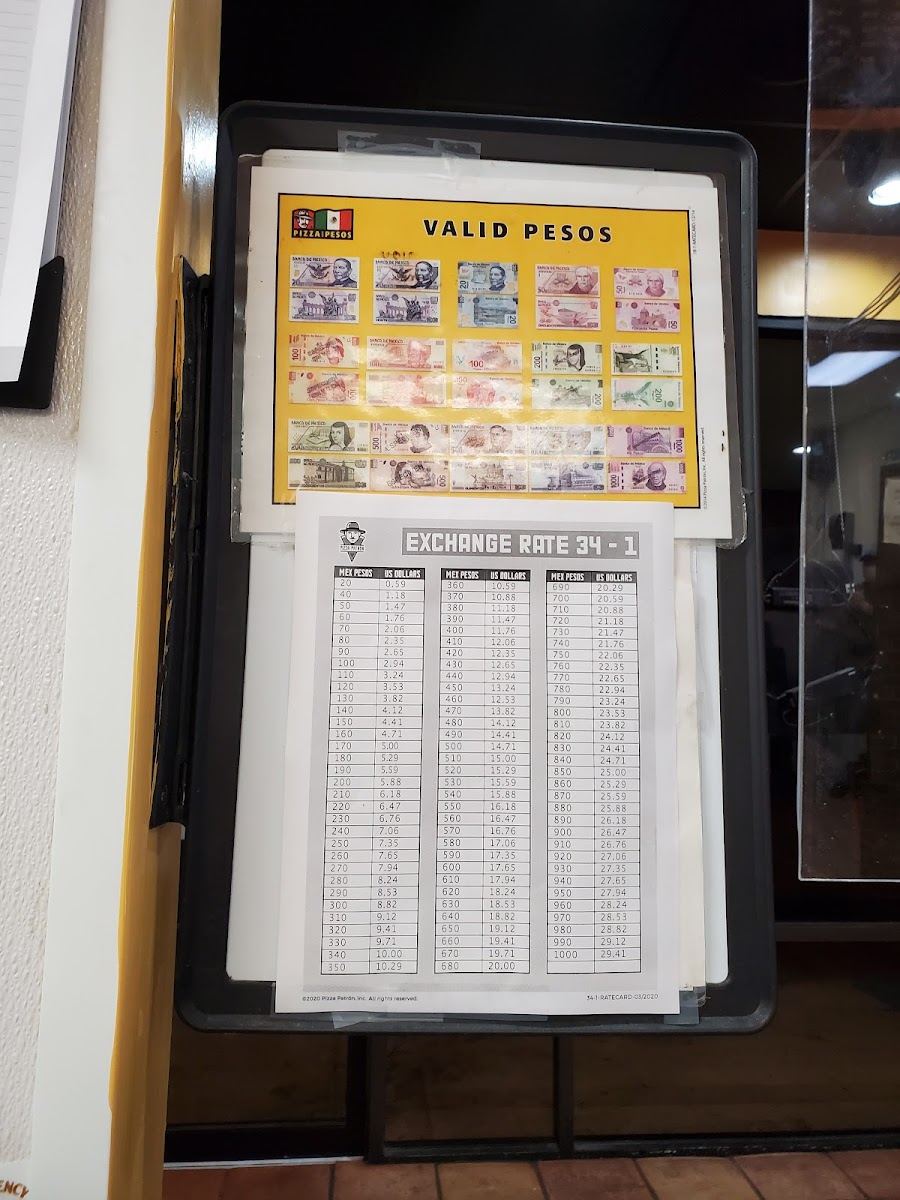 VALID PESOS
PIZZA PESOS
©2014 Pizza Patrón, Inc. All rights reserved.
PIZZA PATRÓN
EXCHANGE RATE 34 - 1
MEX PESOS US DOLLARS MEX PESOS US DOLLARS MEX PESOS US DOLLARS
20 0.59 360 10.59 690 20.29
40 1.18 370 10.88 700 20.59
50 1.47 380 11.18 710 20.88
60 1.76 390 11.47 720 21.18
70 2.06 400 11.76 730 21.47
80 2.35 410 12.06 740 21.76
90 2.65 420 12.35 750 22.06
100 2.94 430 12.65 760 22.35
110 3.24 440 12.94 770 22.65
120 3.53 450 13.24 780 22.94
130 3.82 460 12.53 790 23.24
140 4.12 470 13.82 800 23.53
150 4.41 480 14.12 810 23.82
160 4.71 490 14.41 820 24.12
170 5.00 500 14.71 830 24.41
180 5.29 510 15.00 840 24.71
190 5.59 520 15.29 850 25.00
200 5.88 530 15.59 860 25.29
210 6.18 540 15.88 870 25.59
220 6.47 550 16.18 880 25.88
230 6.76 560 16.47 890 26.18
240 7.06 570 16.76 900 26.47
250 7.35 580 17.06 910 26.76
260 7.65 590 17.35 920 27.06
270 7.94 600 17.65 930 27.35
280 8.24 610 17.94 940 27.65
290 8.53 620 18.24 950 27.94
300 8.82 630 18.53 960 28.24
310 9.12 640 18.82 970 28.53
320 9.41 650 19.12 980 28.82
330 9.71 660 19.41 990 29.12
340 10.00 670 19.71 1000 29.41
350 10.29 680 20.00
©2020 Pizza Patrón, Inc. All rights reserved. 34-1-RATECARD-03/2020
ENCY